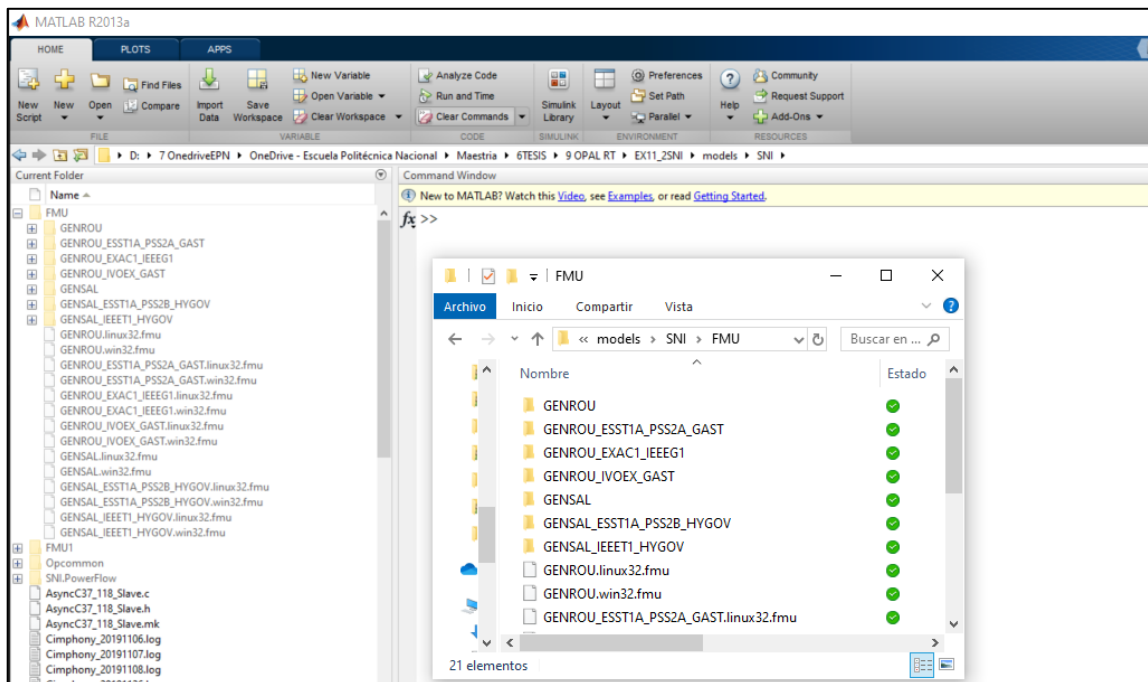 MATLAB R2013a
HOME PLOTS APPS
New Script
New
Open
Find Files
Compare
Import Data
Save Workspace
New Variable
Open Variable
Clear Workspace
Analyze Code
Run and Time
Clear Commands
Simulink Library
Layout
Preferences
Set Path
Parallel
Help
Community
Request Support
Add-Ons
FILE VARIABLE CODE SIMULINK ENVIRONMENT RESOURCES
D: 7 OnedriveEPN OneDrive - Escuela Politécnica Nacional Maestria 6TESIS 9 OPAL RT EX11_2SNI models SNI
Current Folder
Name
FMU
GENROU
GENROU_ESST1A_PSS2A_GAST
GENROU_EXAC1_IEEEG1
GENROU_IVOEX_GAST
GENSAL
GENSAL_ESST1A_PSS2B_HYGOV
GENSAL_IEEET1_HYGOV
GENROU.linux32.fmu
GENROU.win32.fmu
GENROU_ESST1A_PSS2A_GAST.linux32.fmu
GENROU_ESST1A_PSS2A_GAST.win32.fmu
GENROU_EXAC1_IEEEG1.linux32.fmu
GENROU_EXAC1_IEEEG1.win32.fmu
GENROU_IVOEX_GAST.linux32.fmu
GENROU_IVOEX_GAST.win32.fmu
GENSAL.linux32.fmu
GENSAL.win32.fmu
GENSAL_ESST1A_PSS2B_HYGOV.linux32.fmu
GENSAL_ESST1A_PSS2B_HYGOV.win32.fmu
GENSAL_IEEET1_HYGOV.linux32.fmu
GENSAL_IEEET1_HYGOV.win32.fmu
FMU1
Opcommon
SNI.PowerFlow
AsyncC37_118_Slave.c
AsyncC37_118_Slave.h
AsyncC37_118_Slave.mk
Cimphony_20191106.log
Cimphony_20191107.log
Cimphony_20191108.log
Command Window
New to MATLAB? Watch this Video, see Examples, or read Getting Started.
fx >>
FMU
Archivo Inicio Compartir Vista
« models > SNI > FMU
Buscar en ...
Nombre Estado
GENROU
GENROU_ESST1A_PSS2A_GAST
GENROU_EXAC1_IEEEG1
GENROU_IVOEX_GAST
GENSAL
GENSAL_ESST1A_PSS2B_HYGOV
GENSAL_IEEET1_HYGOV
GENROU.linux32.fmu
GENROU.win32.fmu
GENROU_ESST1A_PSS2A_GAST.linux32.fmu
21 elementos